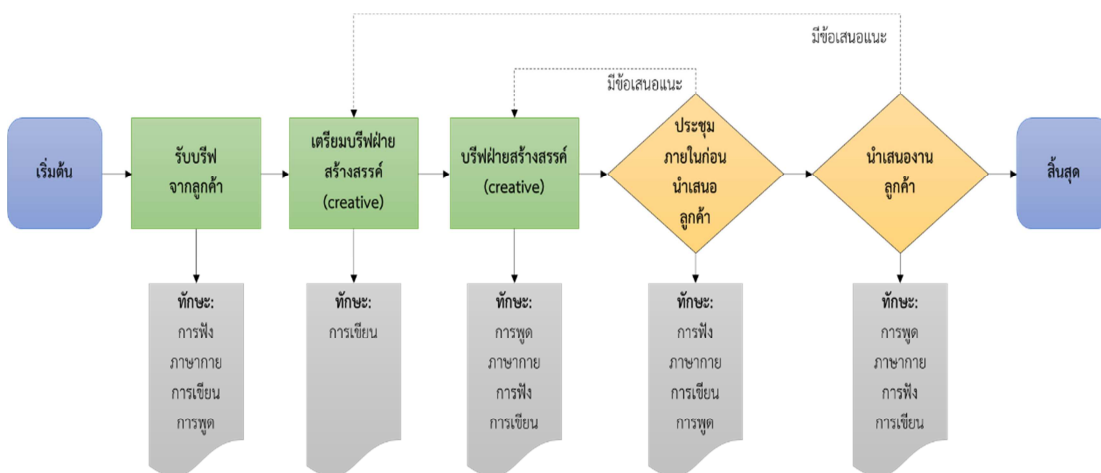 มีข้อเสนอแนะ
มีข้อเสนอแนะ
เริ่มต้น
รับบรีฟ
จากลูกค้า
เตรียมบรีฟฝ่าย
สร้างสรรค์
(creative)
บรีฟฝ่ายสร้างสรรค์
(creative)
ประชุม
ภายในก่อน
นำเสนอ
ลูกค้า
นำเสนองาน
ลูกค้า
สิ้นสุด
ทักษะ:
การฟัง
ภาษากาย
การเขียน
การพูด
ทักษะ:
การเขียน
ทักษะ:
การพูด
ภาษากาย
การฟัง
การเขียน
ทักษะ:
การฟัง
ภาษากาย
การเขียน
การพูด
ทักษะ:
การพูด
ภาษากาย
การฟัง
การเขียน